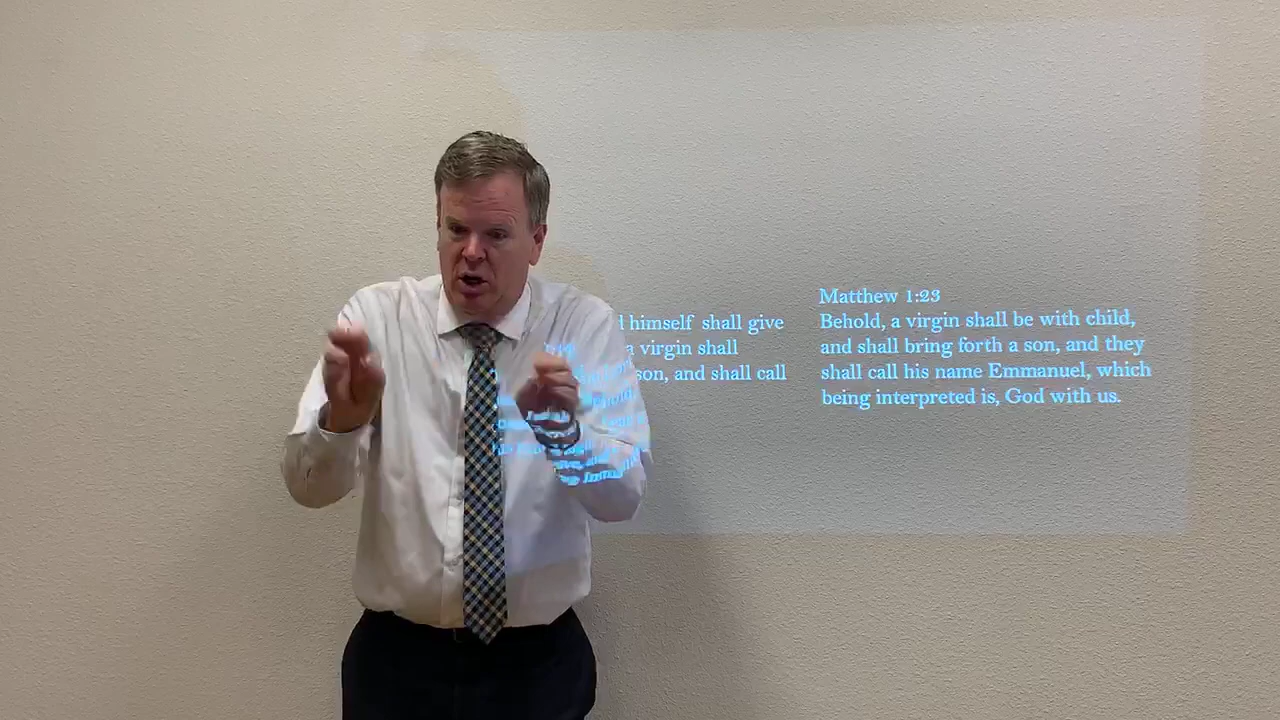 himself shall give
a virgin shall
son, and shall call
Matthew 1:23
Behold, a virgin shall be with child,
and shall bring forth a son, and they
shall call his name Emmanuel, which
being interpreted is, God with us.